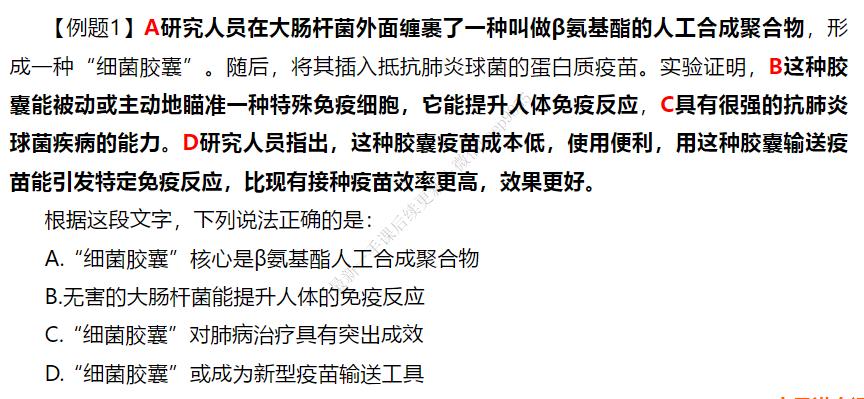 【例题1】A研究人员在大肠杆菌外面缠裹了一种叫做β氨基酯的人工合成聚合物，形
成一种“细菌胶囊”。随后，将其插入抵抗肺炎球菌的蛋白质疫苗。实验证明，B这种胶
囊能被动或主动地瞄准一种特殊免疫细胞，它能提升人体免疫反应，C具有很强的抗肺炎
球菌疾病的能力。D研究人员指出，这种胶囊疫苗成本低，使用便利，用这种胶囊输送疫
苗能引发特定免疫反应，比现有接种疫苗效率更高，效果更好。
根据这段文字，下列说法正确的是：
A.“细菌胶囊”核心是β氨基酯人工合成聚合物
B.无害的大肠杆菌能提升人体的免疫反应
C.“细菌胶囊”对肺病治疗具有突出成效
D.“细菌胶囊”或成为新型疫苗输送工具